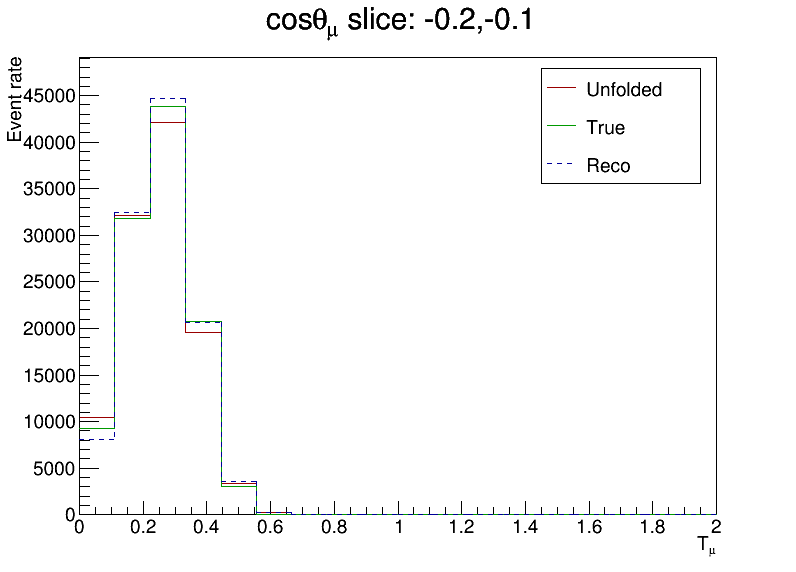 cosθμ slice: -0.2,-0.1
Event rate
45000
40000
35000
30000
25000
20000
15000
10000
5000
0
0 0.2 0.4 0.6 0.8 1 1.2 1.4 1.6 1.8 2
Tμ
Unfolded
True
Reco